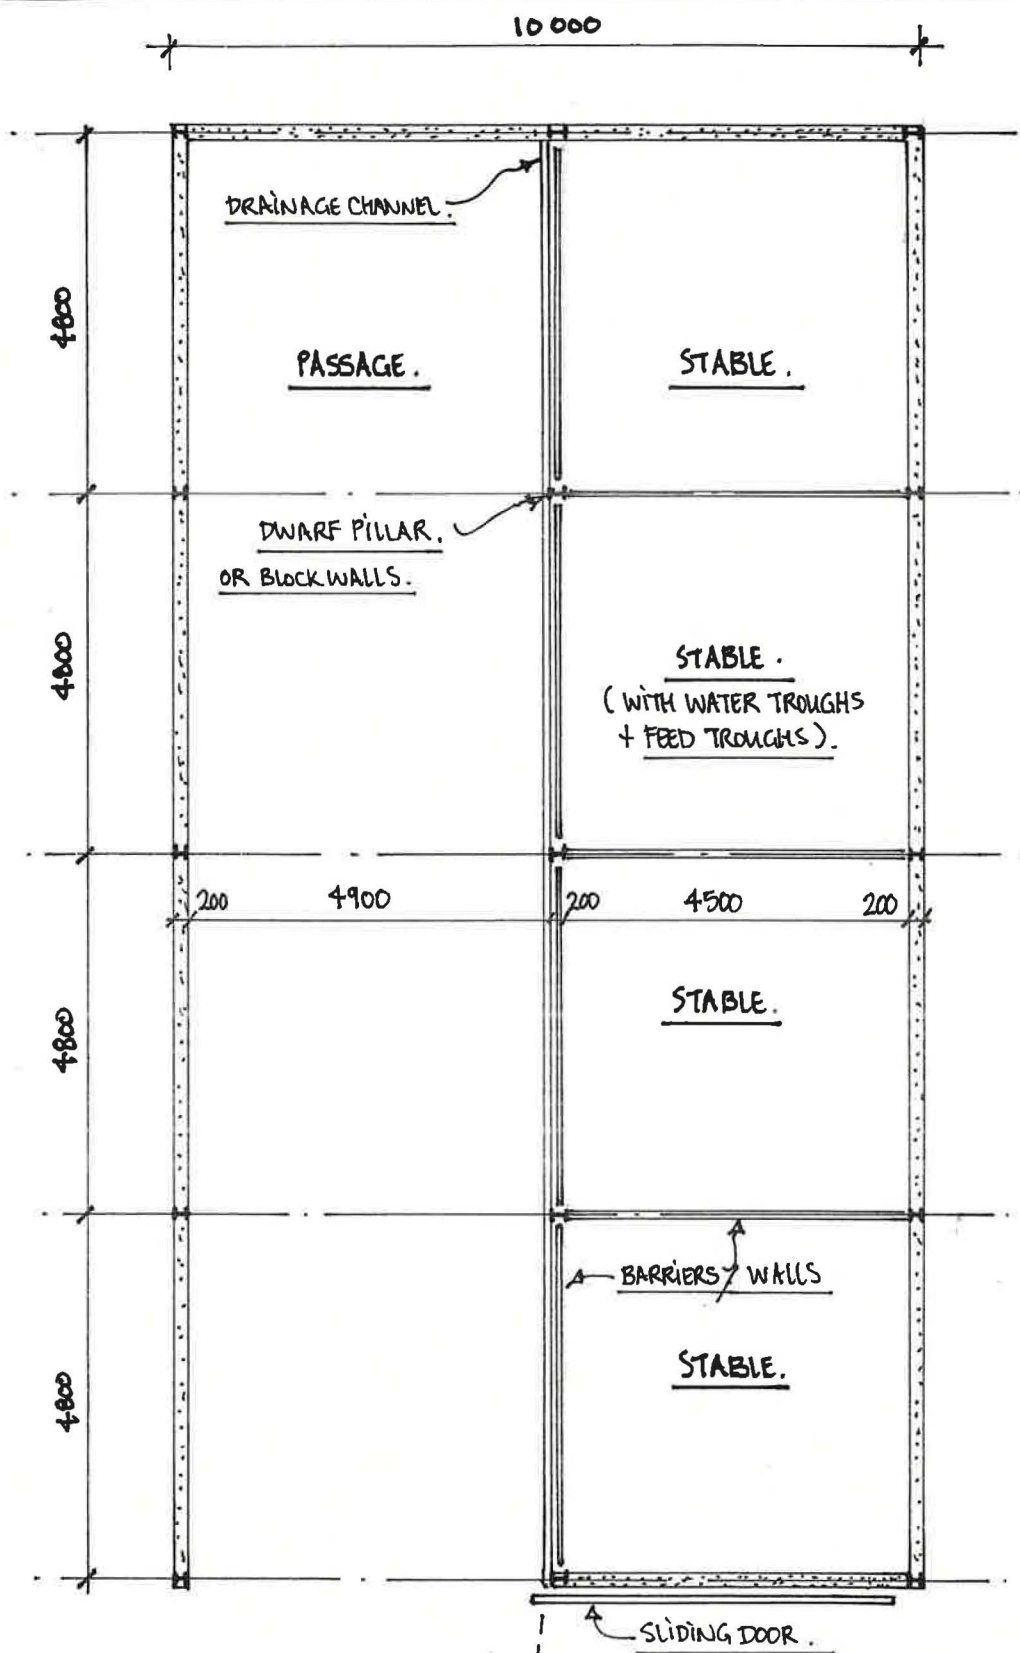 10 000
DRAINAGE CHANNEL.
4800
PASSAGE.
STABLE.
DWARF PILLAR.
OR BLOCK WALLS.
4800
STABLE.
(WITH WATER TROUGHS
+ FEED TROUGHS).
200
4900
200
4500
200
4800
STABLE.
BARRIERS / WALLS
4800
STABLE.
SLIDING DOOR.